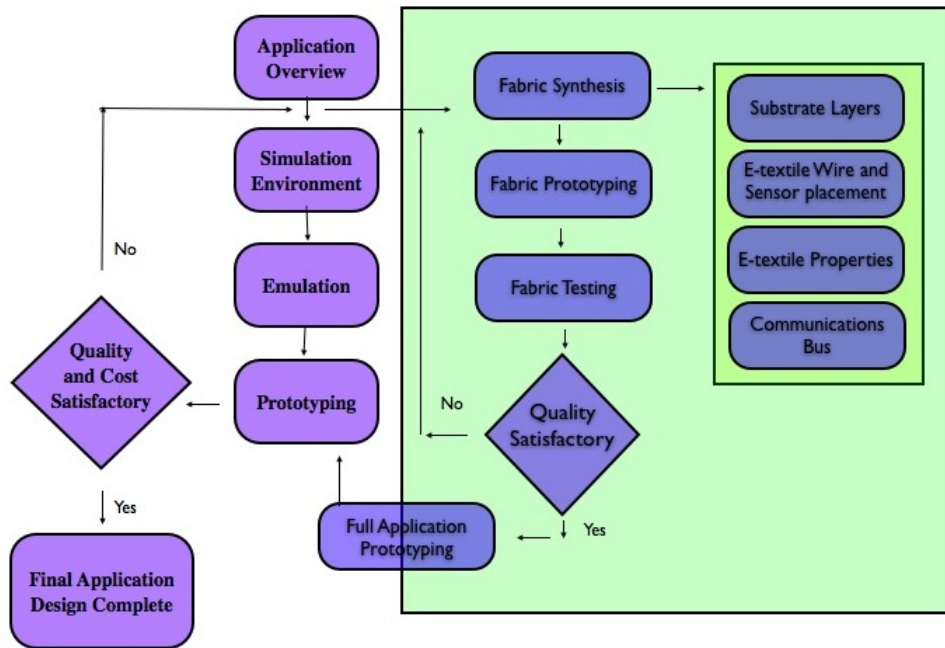 Application
Overview
Simulation
Environment
Emulation
Prototyping
Quality
and Cost
Satisfactory
No
Yes
Final Application
Design Complete
Fabric Synthesis
Fabric Prototyping
Fabric Testing
Quality
Satisfactory
No
Yes
Full Application
Prototyping
Substrate Layers
E-textile Wire and
Sensor placement
E-textile Properties
Communications
Bus